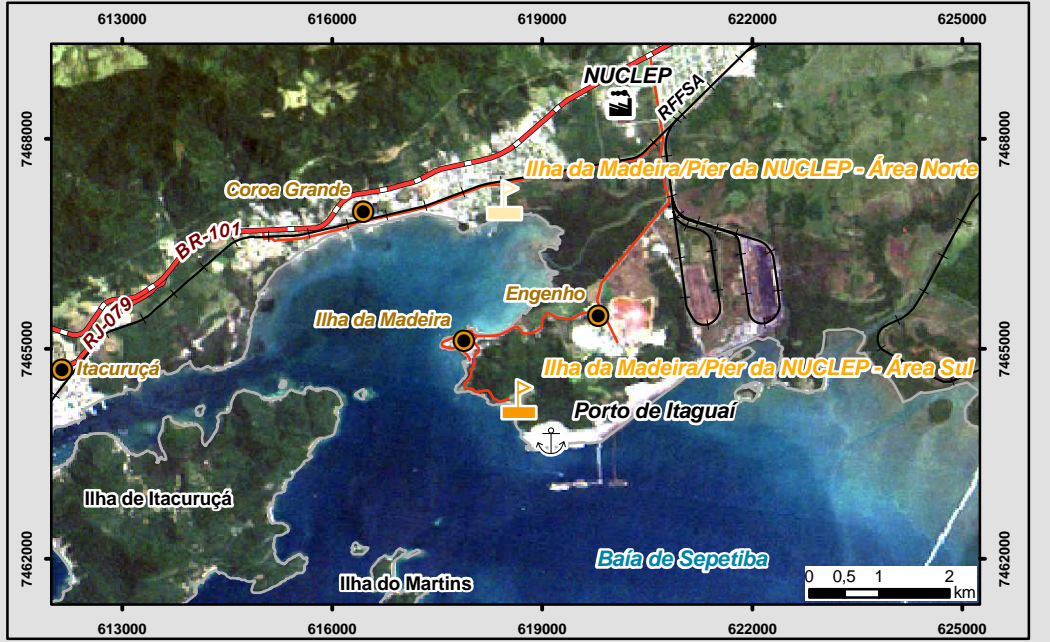 613000 616000 619000 622000 625000
NUCLEP
RFFSA
7468000
7468000
Ilha da Madeira/Píer da NUCLEP - Área Norte
Coroa Grande
BR-101
Engenho
RJ-079
Ilha da Madeira
7465000
7465000
Itacuruçá
Ilha da Madeira/Píer da NUCLEP - Área Sul
Porto de Itaguaí
Ilha de Itacuruçá
7462000
7462000
Baía de Sepetiba
Ilha do Martins
0 0,5 1 2
km
613000 616000 619000 622000 625000